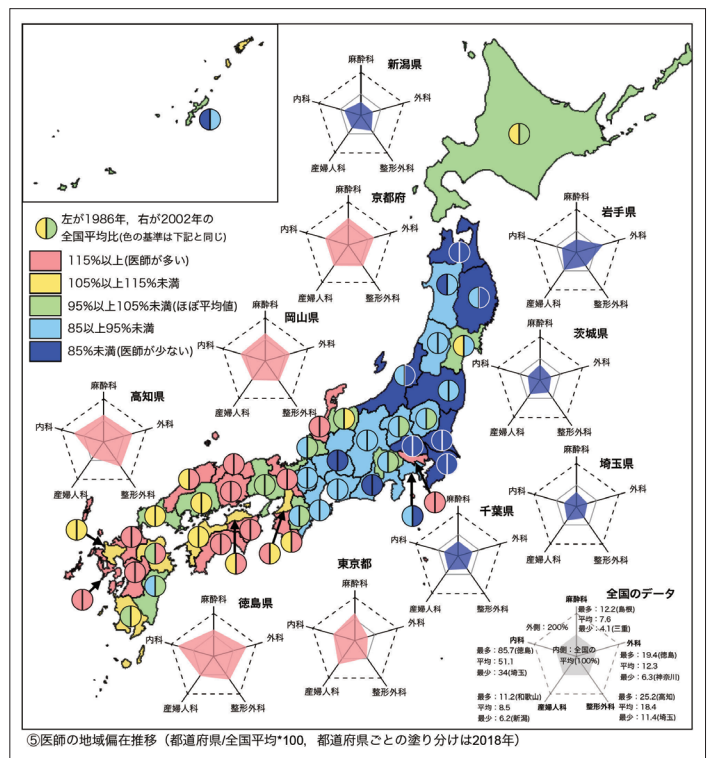 新潟県
麻酔科
内科
外科
産婦人科
整形外科
京都府
麻酔科
内科
外科
産婦人科
整形外科
岩手県
麻酔科
内科
外科
産婦人科
整形外科
左が1986年，右が2002年の
全国平均比(色の基準は下記と同じ)
115%以上(医師が多い)
105%以上115%未満
95%以上105%未満(ほぼ平均値)
85以上95%未満
85%未満(医師が少ない)
岡山県
麻酔科
内科
外科
産婦人科
整形外科
茨城県
麻酔科
内科
外科
産婦人科
整形外科
高知県
麻酔科
内科
外科
産婦人科
整形外科
埼玉県
麻酔科
内科
外科
産婦人科
整形外科
千葉県
麻酔科
内科
外科
産婦人科
整形外科
徳島県
麻酔科
内科
外科
産婦人科
整形外科
東京都
麻酔科
内科
外科
産婦人科
整形外科
全国のデータ
麻酔科
最多：12.2(島根)
平均：7.6
最少：4.1(三重)
外側：200%
内側：全国の
平均(100%)
内科
最多：85.7(徳島)
平均：51.1
最少：34(埼玉)
外科
最多：19.4(徳島)
平均：12.3
最少：6.3(神奈川)
最多：11.2(和歌山)
平均：8.5
最少：6.2(新潟)
産婦人科
最多：25.2(高知)
平均：18.4
最少：11.4(埼玉)
整形外科
⑤医師の地域偏在推移（都道府県/全国平均*100，都道府県ごとの塗り分けは2018年）